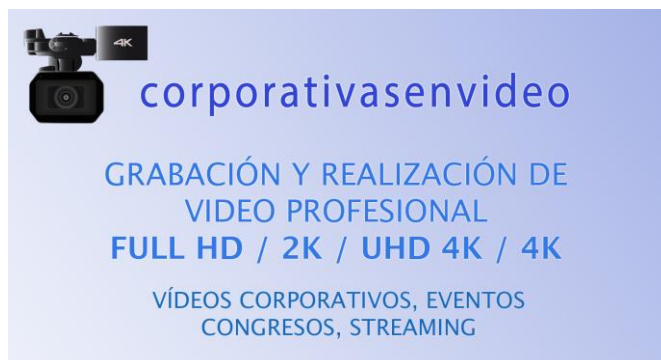 4K
corporativasenvideo
GRABACIÓN Y REALIZACIÓN DE
VIDEO PROFESIONAL
FULL HD / 2K / UHD 4K / 4K
VÍDEOS CORPORATIVOS, EVENTOS
CONGRESOS, STREAMING